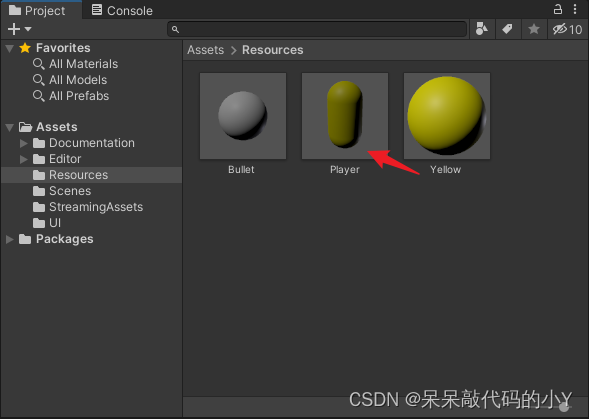 Project
Console
10
Favorites
All Materials
All Models
All Prefabs
Assets
Documentation
Editor
Resources
Scenes
StreamingAssets
UI
Packages
Assets > Resources
Bullet
Player
Yellow
CSDN @呆呆敲代码的小Y